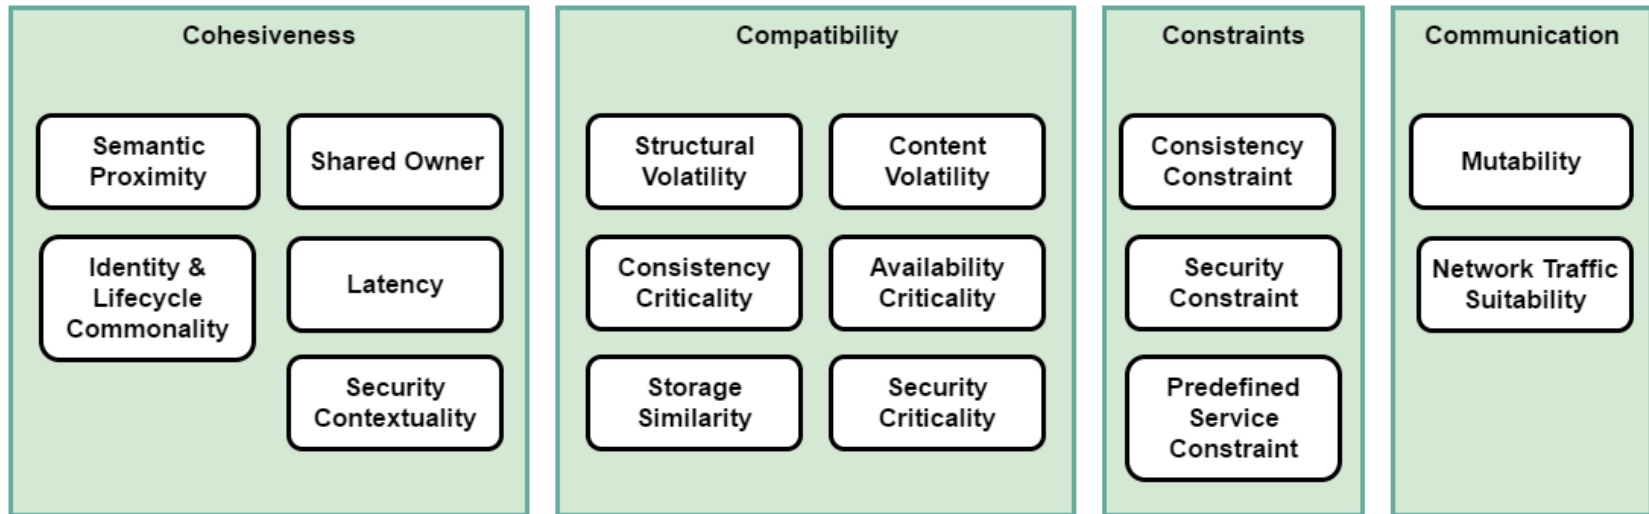 Cohesiveness
Semantic
Proximity
Shared Owner
Identity &
Lifecycle
Commonality
Latency
Security
Contextuality
Compatibility
Structural
Volatility
Content
Volatility
Consistency
Criticality
Availability
Criticality
Storage
Similarity
Security
Criticality
Constraints
Consistency
Constraint
Security
Constraint
Predefined
Service
Constraint
Communication
Mutability
Network Traffic
Suitability